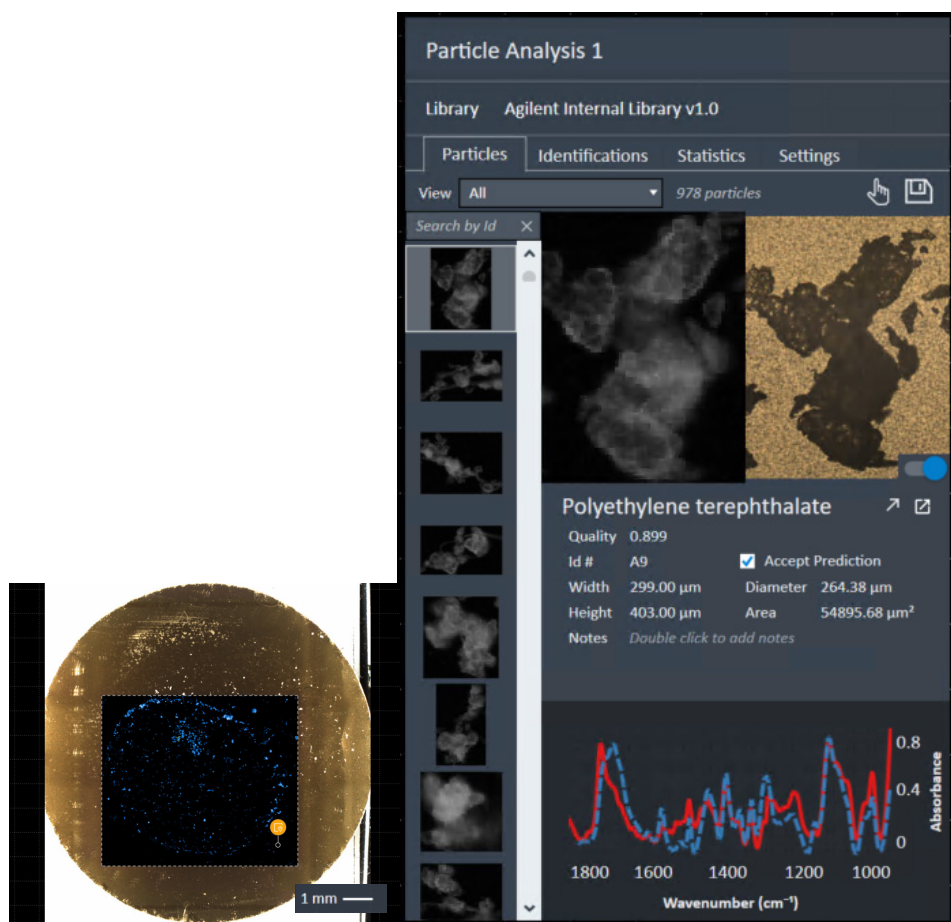 Particle Analysis 1
Library Agilent Internal Library v1.0
Particles Identifications Statistics Settings
View All 978 particles
Search by Id
Polyethylene terephthalate
Quality 0.899
Id # A9 Accept Prediction
Width 299.00 µm Diameter 264.38 µm
Height 403.00 µm Area 54895.68 µm²
Notes Double click to add notes
0.8
0.4
0
Absorbance
1800 1600 1400 1200 1000
Wavenumber (cm⁻¹)
1 mm